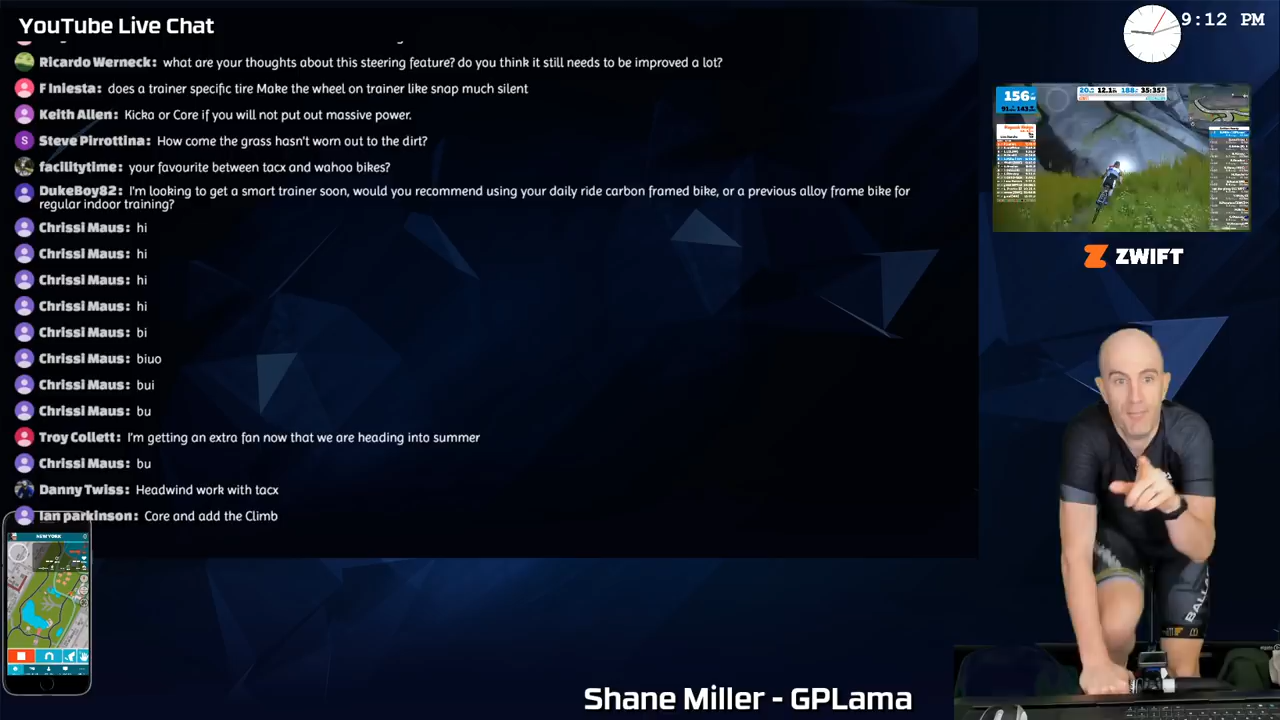 YouTube Live Chat
9:12 PM
Ricardo Werneck: what are your thoughts about this steering feature? do you think it still needs to be improved a lot?
F Iniesta: does a trainer specific tire Make the wheel on trainer like snap much silent
Keith Allen: Kicka or Core if you will not put out massive power.
Steve Pirrottin: How come the grass hasn't worn out to the dirt?
Tacilitytime: your favourite between tacx and wahoo bikes?
DukeBoy82: I'm looking to get a smart trainer soon, would you recommend using your daily ride carbon framed bike, or a previous alloy frame bike for
regular indoor training?
Chrissi Maus: hi
Chrissi Maus: hi
Chrissi Maus: hi
Chrissi Maus: hi
Chrissi Maus: bi
Chrissi Maus: biuo
Chrissi Maus: bui
Chrissi Maus: bu
Troy Collett: I'm getting an extra fan now that we are heading into summer
Chrissi Maus: bu
Danny Twiss: Headwind work with tacx
Ian parkinson: Core and add the Climb
156
20 12.1 188 35:35
ZWIFT
NEW YORK
Shane Miller - GPLama